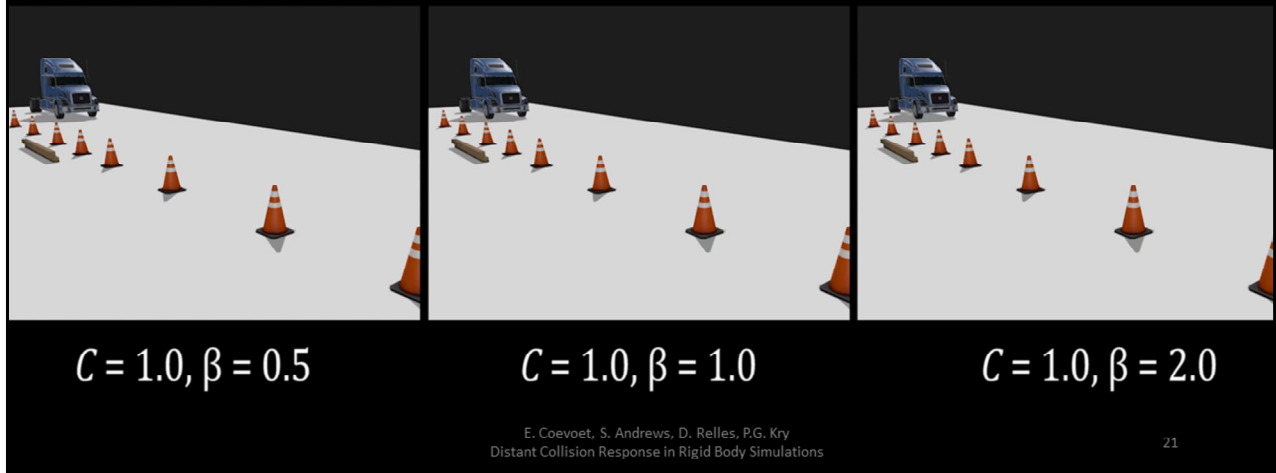 C = 1.0, β = 0.5
C = 1.0, β = 1.0
C = 1.0, β = 2.0
E. Coevoet, S. Andrews, D. Relles, P.G. Kry
Distant Collision Response in Rigid Body Simulations
21